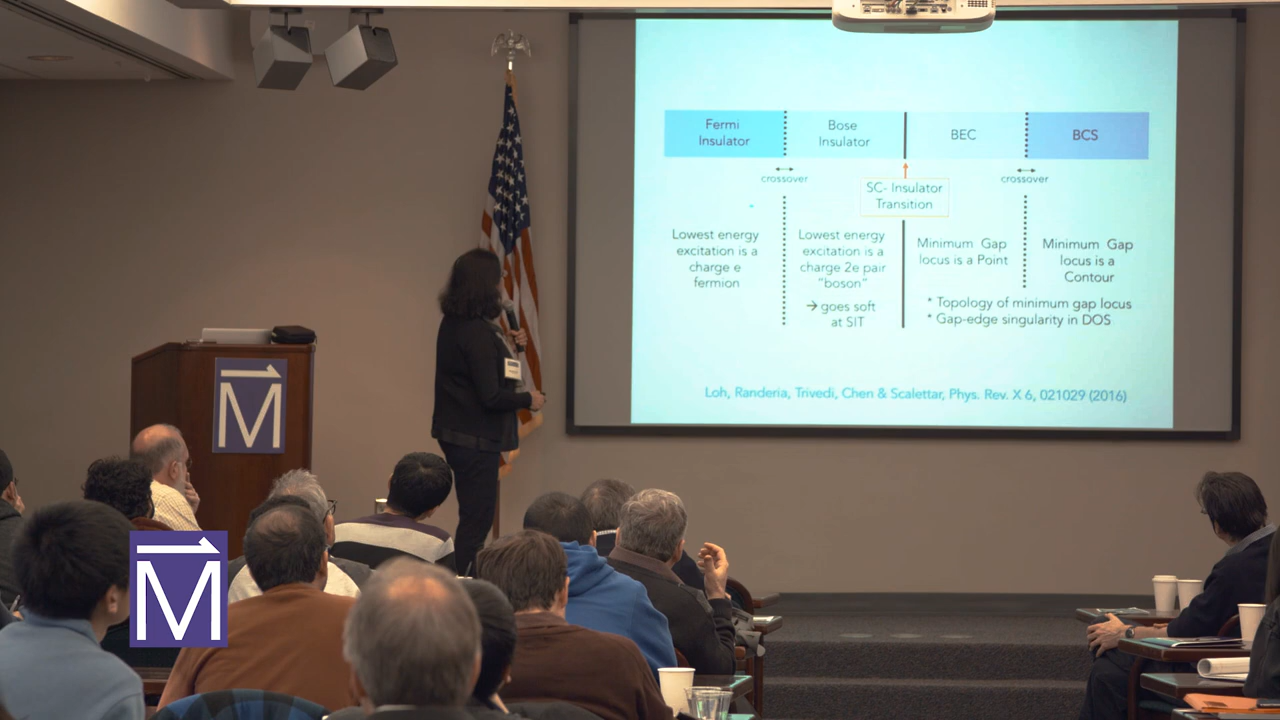 Fermi
Insulator
Bose
Insulator
BEC
BCS
crossover
SC- Insulator
Transition
crossover
Lowest energy
excitation is a
charge e
fermion
Lowest energy
excitation is a
charge 2e pair
"boson"
→ goes soft
at SIT
Minimum Gap
locus is a Point
Minimum Gap
locus is a
Contour
* Topology of minimum gap locus
* Gap-edge singularity in DOS
Loh, Randeria, Trivedi, Chen & Scalettar, Phys. Rev. X 6, 021029 (2016)
M
M